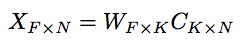 X_{F×N} = W_{F×K}C_{K×N}